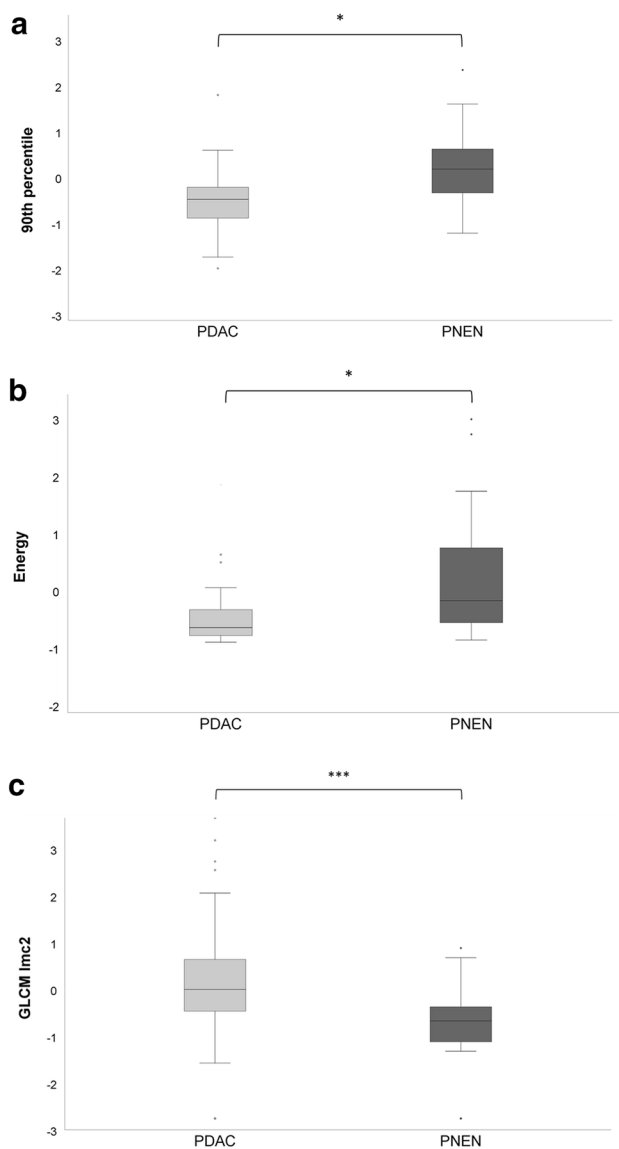 a
*
3
2
1
0
-1
-2
-3
90th percentile
PDAC PNEN
b
*
3
2
1
0
-1
-2
Energy
PDAC PNEN
c
***
3
2
1
0
-1
-2
-3
GLCM Imc2
PDAC PNEN